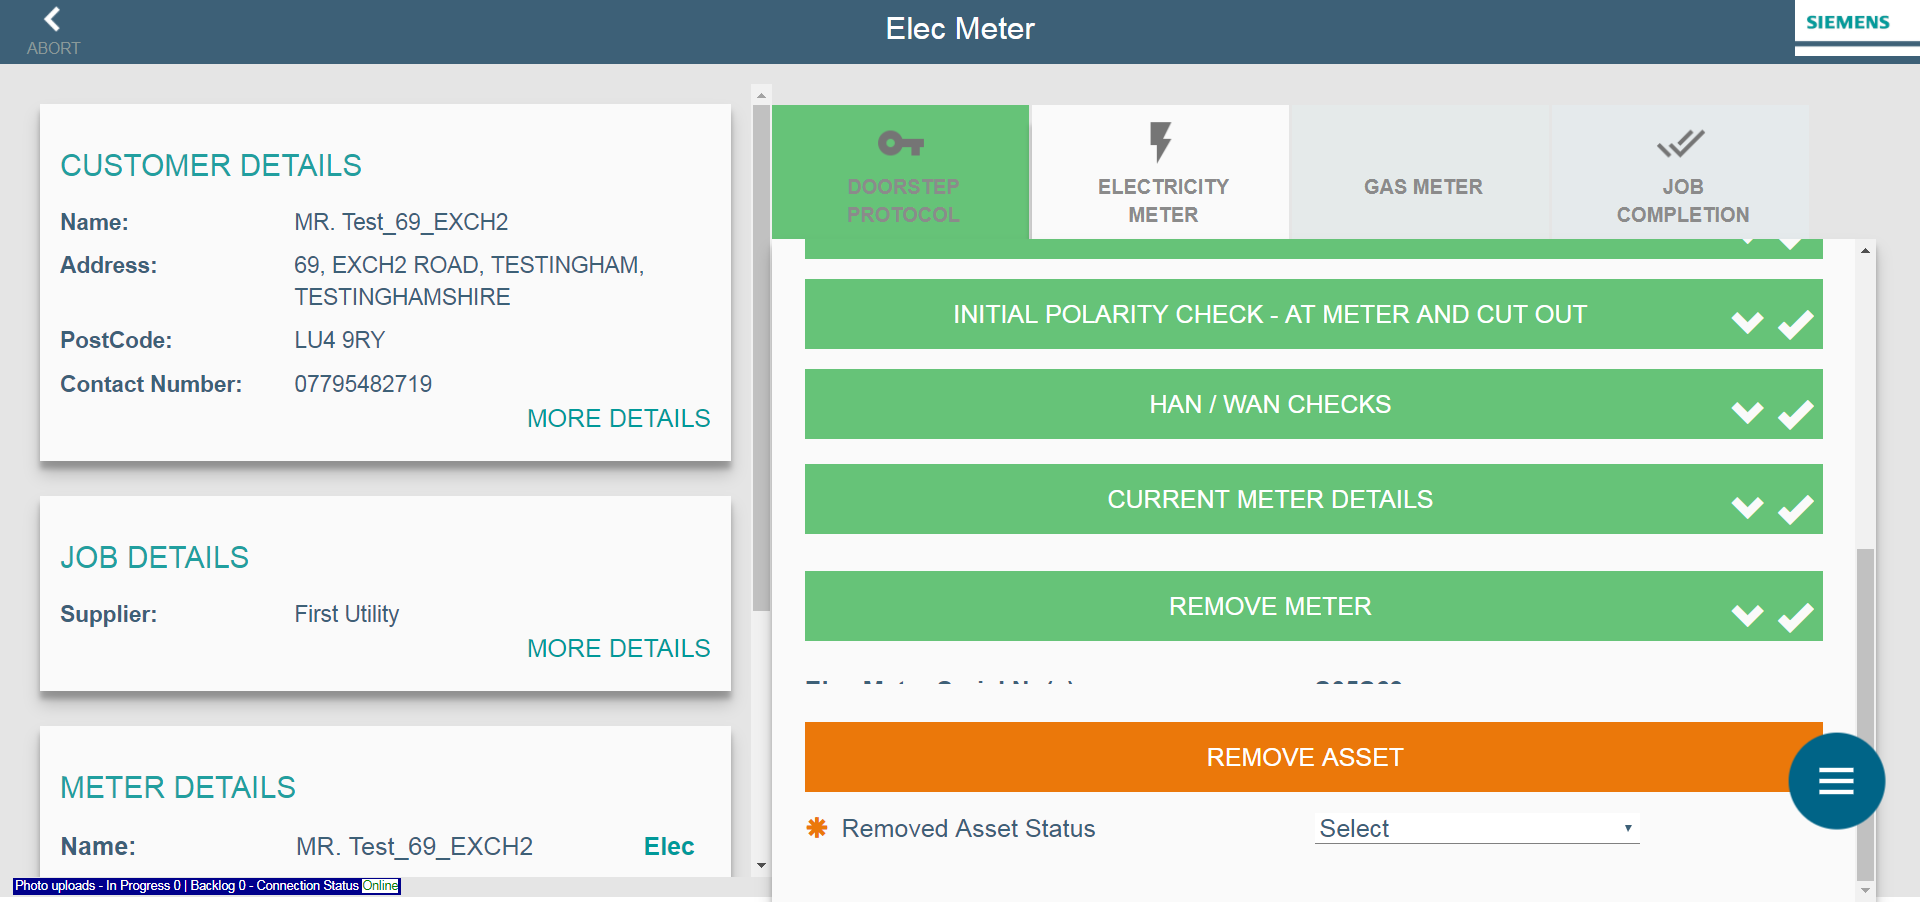 ABORT
Elec Meter
SIEMENS
CUSTOMER DETAILS
Name: MR. Test_69_EXCH2
Address: 69, EXCH2 ROAD, TESTINGHAM,
TESTINGHAMSHIRE
PostCode: LU4 9RY
Contact Number: 07795482719
MORE DETAILS
JOB DETAILS
Supplier: First Utility
MORE DETAILS
METER DETAILS
Name: MR. Test_69_EXCH2 Elec
Photo uploads - In Progress 0 | Backlog 0 - Connection Status Online
DOORSTEP
PROTOCOL
ELECTRICITY
METER
GAS METER
JOB
COMPLETION
INITIAL POLARITY CHECK - AT METER AND CUT OUT
HAN / WAN CHECKS
CURRENT METER DETAILS
REMOVE METER
REMOVE ASSET
Removed Asset Status Select